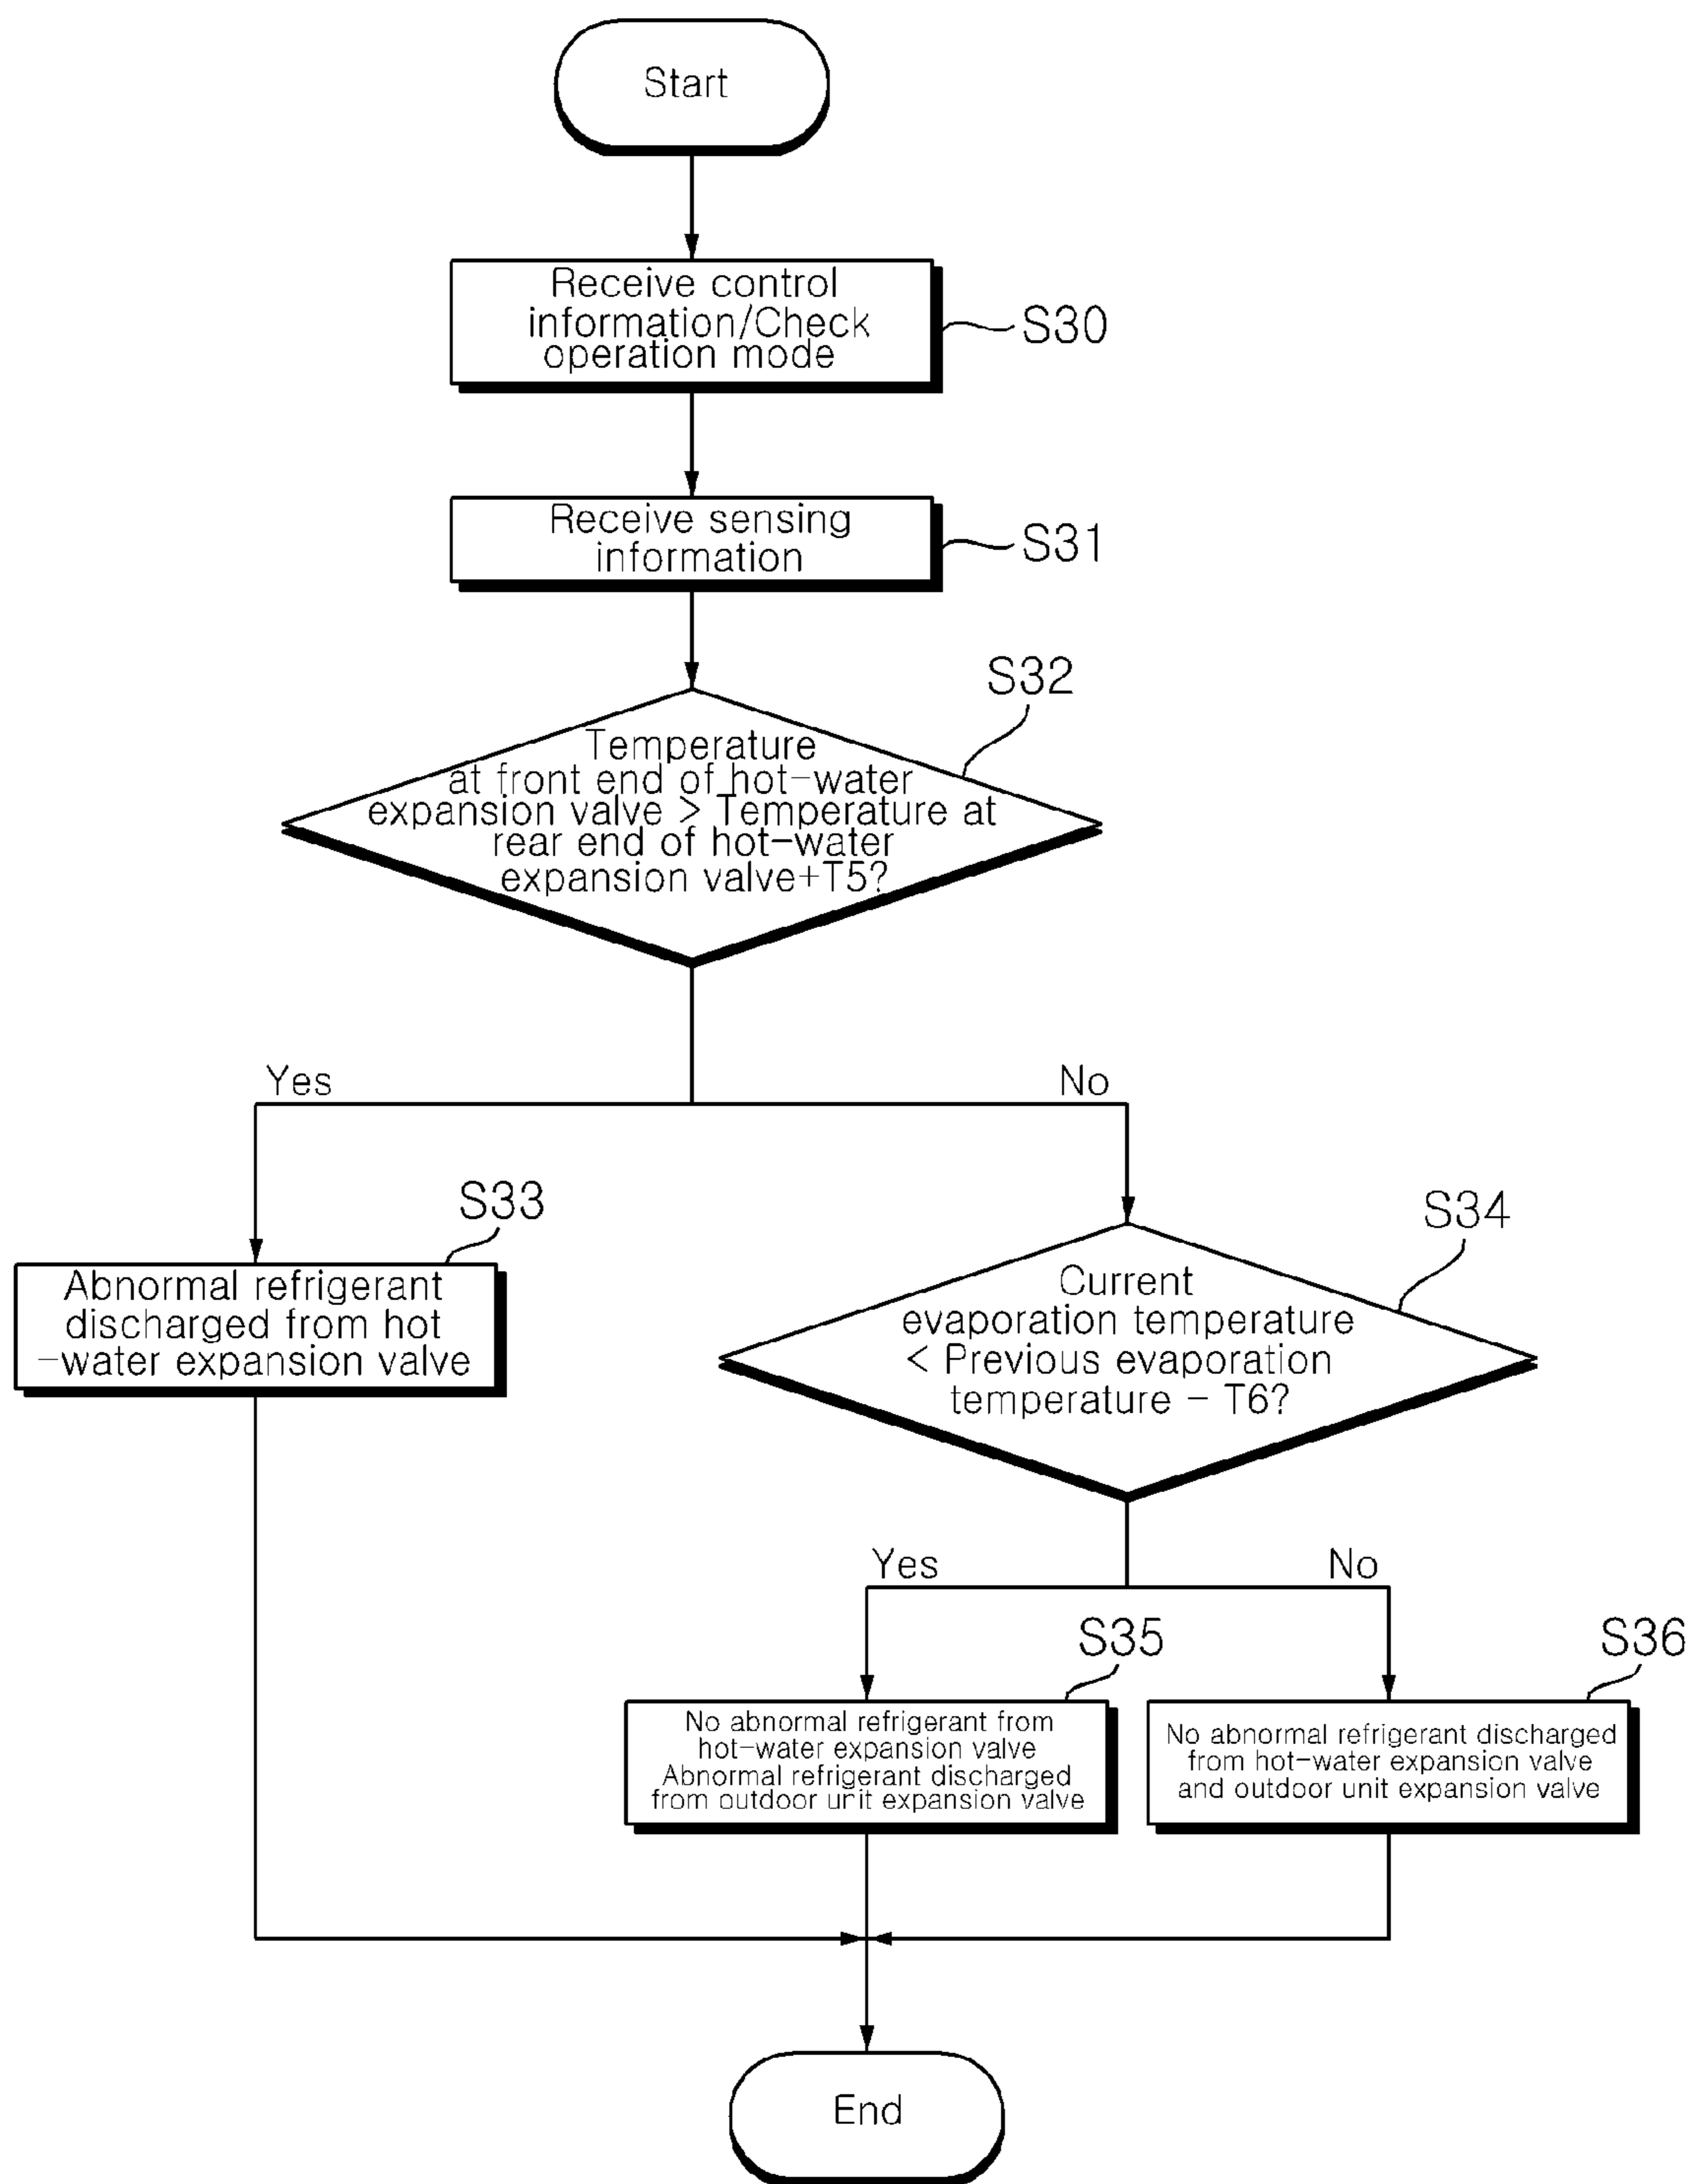 Start
Receive control
information/Check
operation mode
S30
Receive sensing
information
S31
S32
Temperature
at front end of hot-water
expansion valve > Temperature at
rear end of hot-water
expansion valve+T5?
Yes
No
S33
Abnormal refrigerant
discharged from hot
-water expansion valve
S34
Current
evaporation temperature
< Previous evaporation
temperature - T6?
Yes
No
S35
No abnormal refrigerant from
hot-water expansion valve
Abnormal refrigerant discharged
from outdoor unit expansion valve
S36
No abnormal refrigerant discharged
from hot-water expansion valve
and outdoor unit expansion valve
End